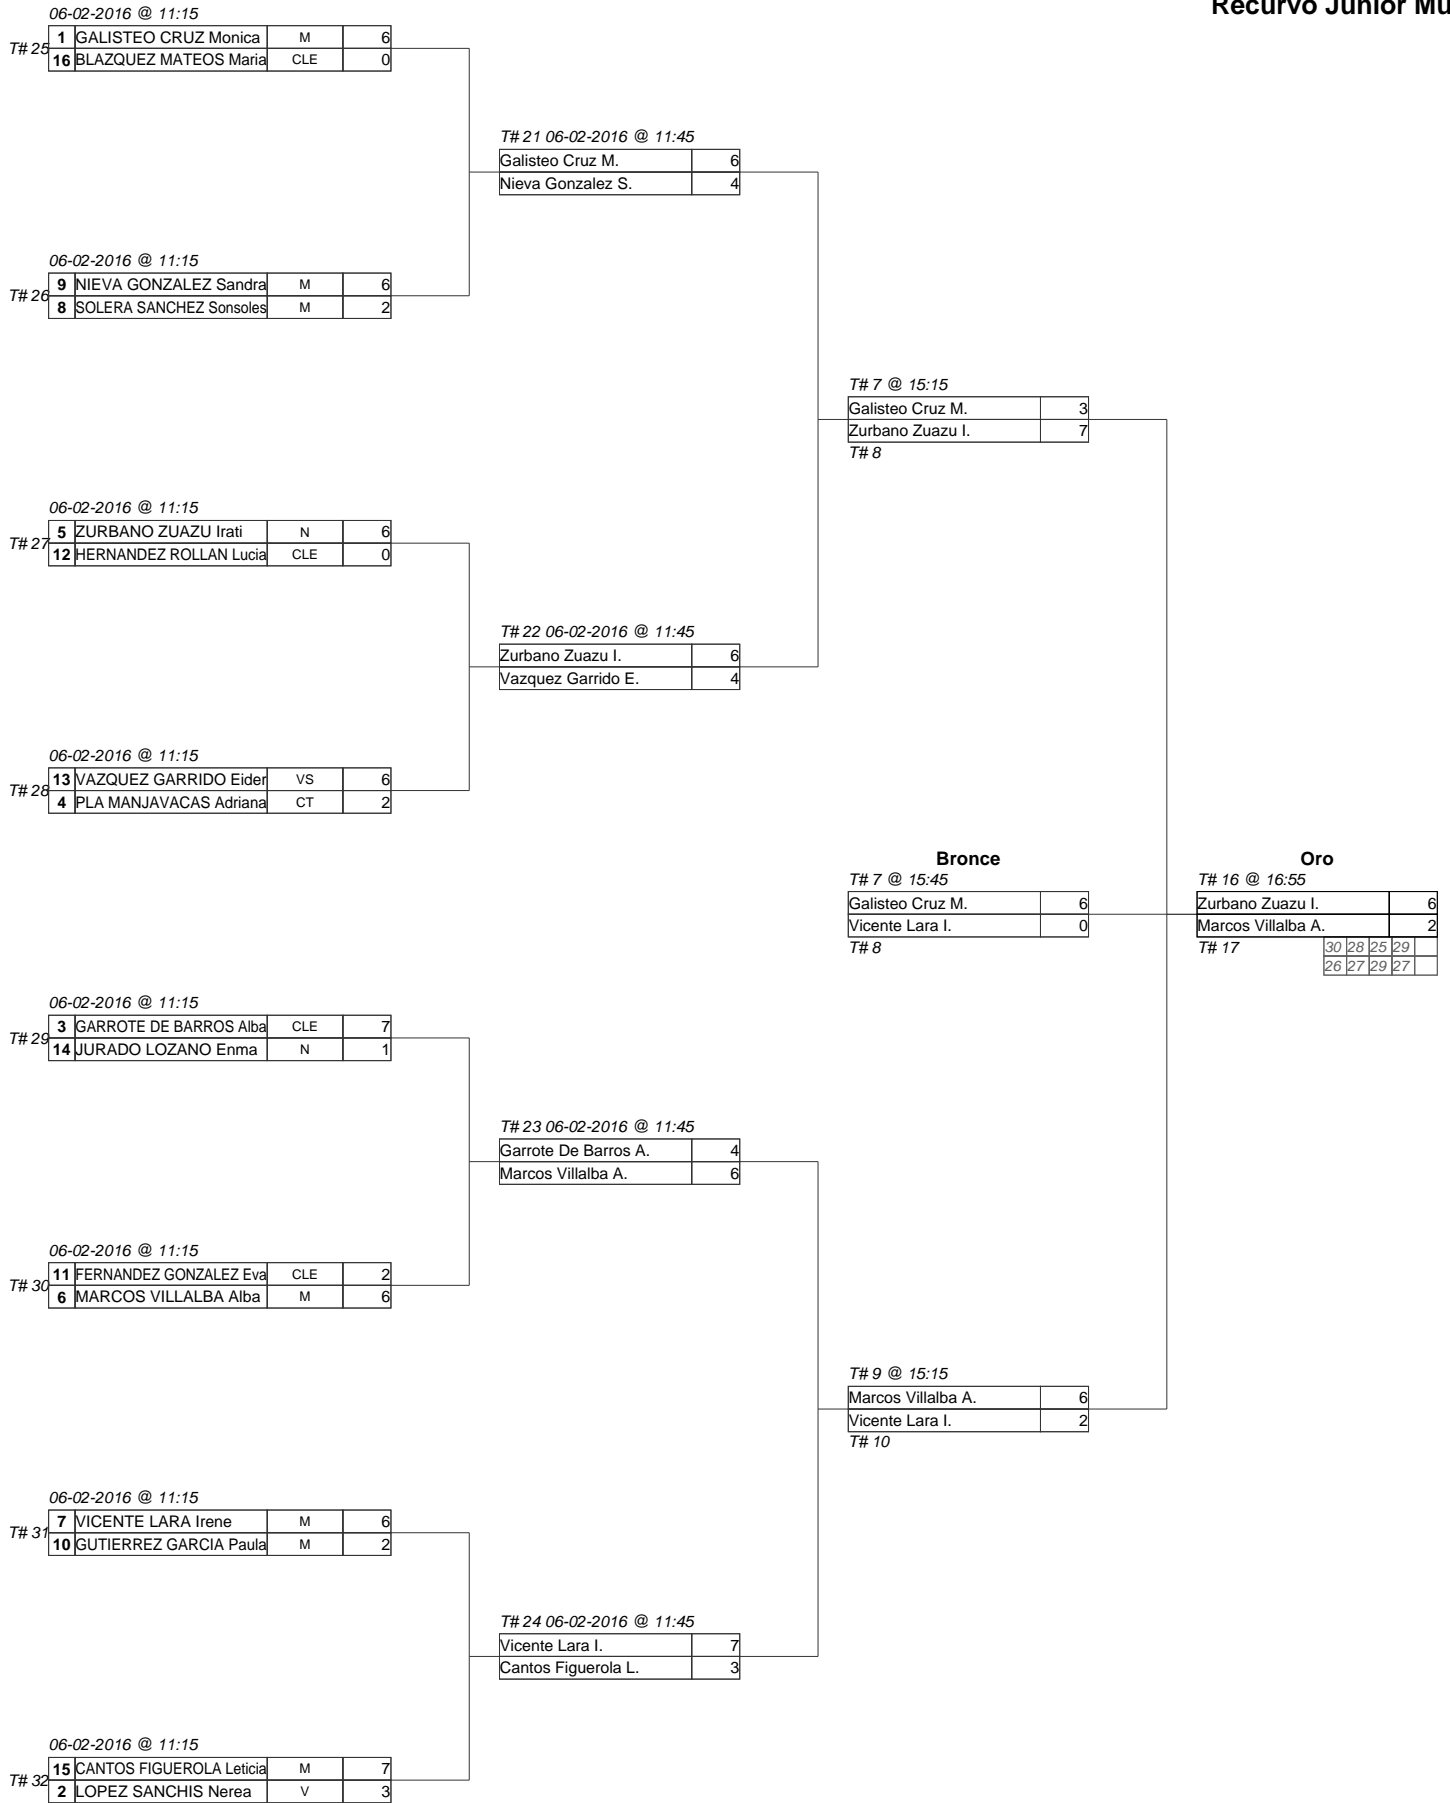 Recurvo Junior Mu
06-02-2016 @ 11:15
T# 25
1 GALISTEO CRUZ Monica M 6
16 BLAZQUEZ MATEOS Maria CLE 0
T# 21 06-02-2016 @ 11:45
Galisteo Cruz M. 6
Nieva Gonzalez S. 4
06-02-2016 @ 11:15
T# 26
9 NIEVA GONZALEZ Sandra M 6
8 SOLERA SANCHEZ Sonsoles M 2
T# 7 @ 15:15
Galisteo Cruz M. 3
Zurbano Zuazu I. 7
T# 8
06-02-2016 @ 11:15
T# 27
5 ZURBANO ZUAZU Irati N 6
12 HERNANDEZ ROLLAN Lucia CLE 0
T# 22 06-02-2016 @ 11:45
Zurbano Zuazu I. 6
Vazquez Garrido E. 4
06-02-2016 @ 11:15
T# 28
13 VAZQUEZ GARRIDO Eider VS 6
4 PLA MANJAVACAS Adriana CT 2
Bronce
T# 7 @ 15:45
Galisteo Cruz M. 6
Vicente Lara I. 0
T# 8
Oro
T# 16 @ 16:55
Zurbano Zuazu I. 6
Marcos Villalba A. 2
T# 17
30 28 25 29
26 27 29 27
06-02-2016 @ 11:15
T# 29
3 GARROTE DE BARROS Alba CLE 7
14 JURADO LOZANO Enma N 1
T# 23 06-02-2016 @ 11:45
Garrote De Barros A. 4
Marcos Villalba A. 6
06-02-2016 @ 11:15
T# 30
11 FERNANDEZ GONZALEZ Eva CLE 2
6 MARCOS VILLALBA Alba M 6
T# 9 @ 15:15
Marcos Villalba A. 6
Vicente Lara I. 2
T# 10
06-02-2016 @ 11:15
T# 31
7 VICENTE LARA Irene M 6
10 GUTIERREZ GARCIA Paula M 2
T# 24 06-02-2016 @ 11:45
Vicente Lara I. 7
Cantos Figuerola L. 3
06-02-2016 @ 11:15
T# 32
15 CANTOS FIGUEROLA Leticia M 7
2 LOPEZ SANCHIS Nerea V 3